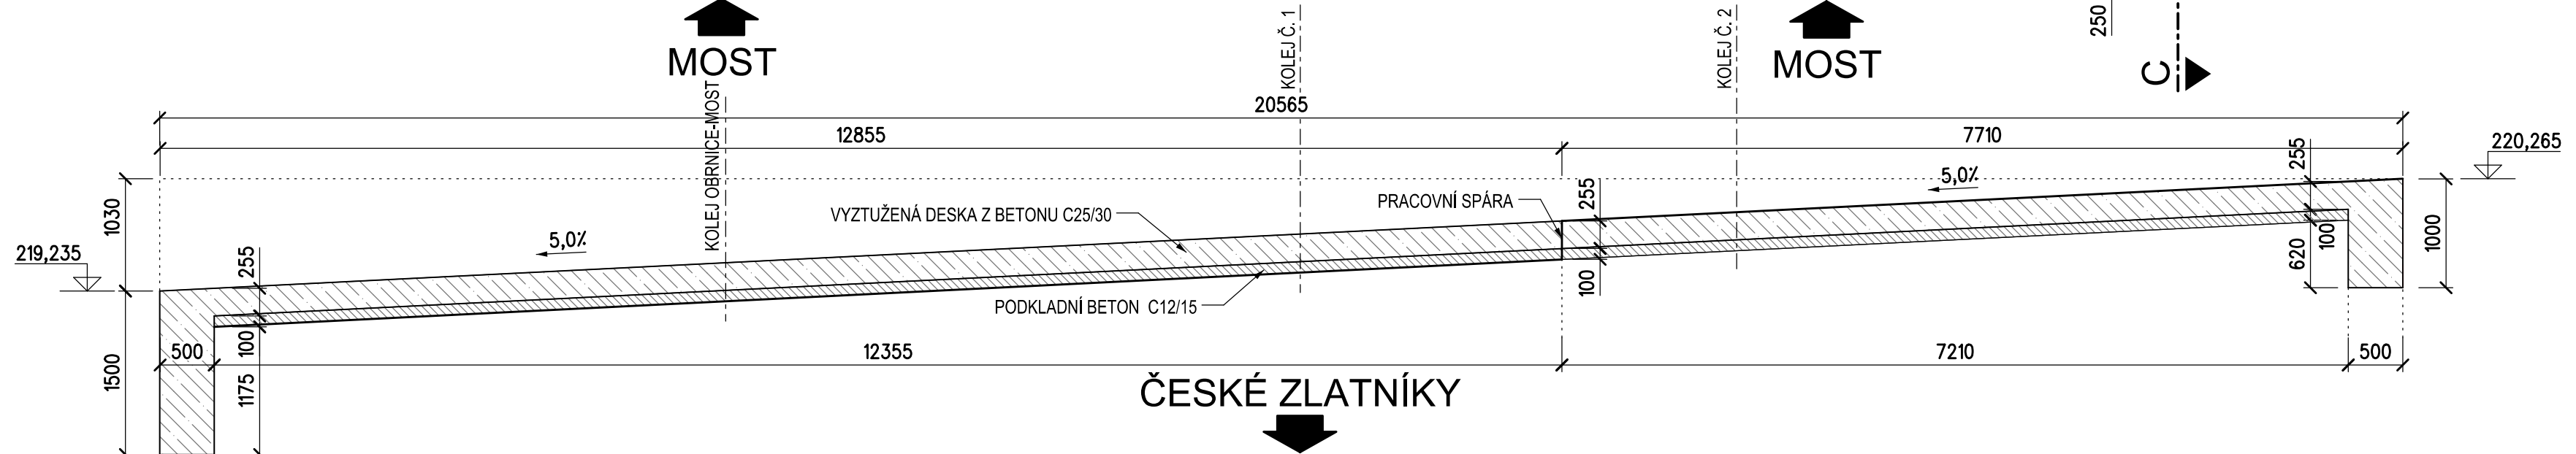 250
C
MOST
MOST
KOLEJ OBRNICE-MOST
KOLEJ Č. 1
KOLEJ Č. 2
20565
12855
7710
220,265
255
5,0%
1030
VYZTUŽENÁ DESKA Z BETONU C25/30
PRACOVNÍ SPÁRA
255
5,0%
219,235
255
100
620
1000
100
PODKLADNÍ BETON C12/15
100
500
12355
7210
500
1500
1175
ČESKÉ ZLATNÍKY